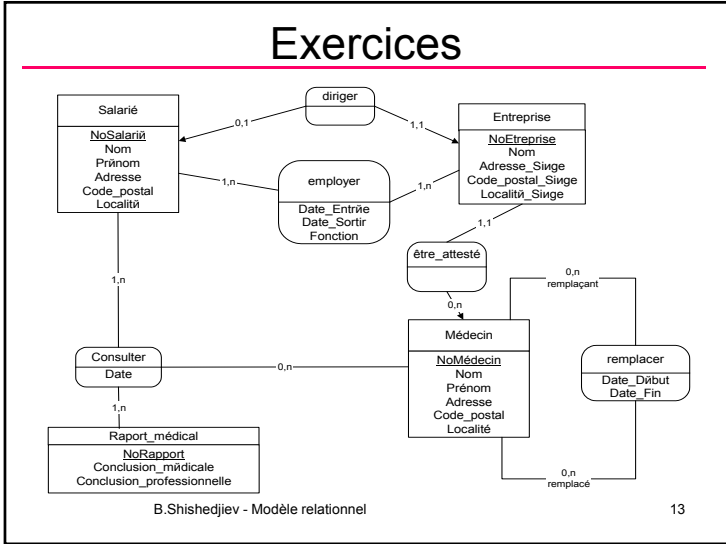 Exercices
diriger
Salarié
NoSalariй
Nom
Prйnom
Adresse
Code_postal
Localitй
0,1
1,1
Entreprise
NoEtreprise
Nom
Adresse_Siиge
Code_postal_Siиge
Localitй_Siиge
1,n
employer
Date_Entrйe
Date_Sortir
Fonction
1,n
1,1
être_attesté
0,n
1,n
0,n
remplaçant
Médecin
NoMédecin
Nom
Prénom
Adresse
Code_postal
Localité
remplacer
Date_Dйbut
Date_Fin
Consulter
Date
0,n
1,n
Raport_médical
NoRapport
Conclusion_mйdicale
Conclusion_professionelle
0,n
remplacé
B.Shishedjiev - Modèle relationnel
13